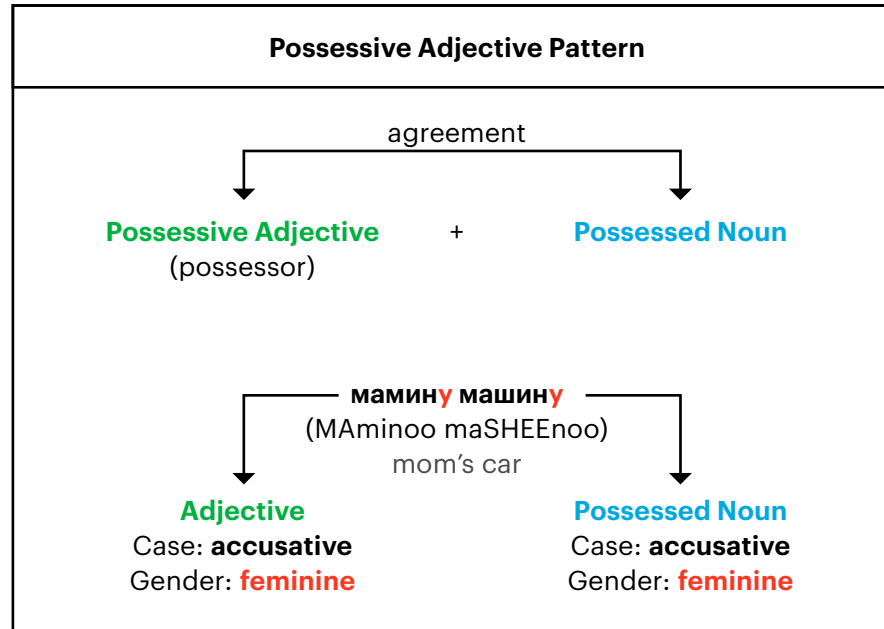 Possessive Adjective Pattern
agreement
Possessive Adjective + Possessed Noun
(possessor)
мамину машину
(MAminoo maSHEEnoo)
mom's car
Adjective Possessed Noun
Case: accusative Case: accusative
Gender: feminine Gender: feminine